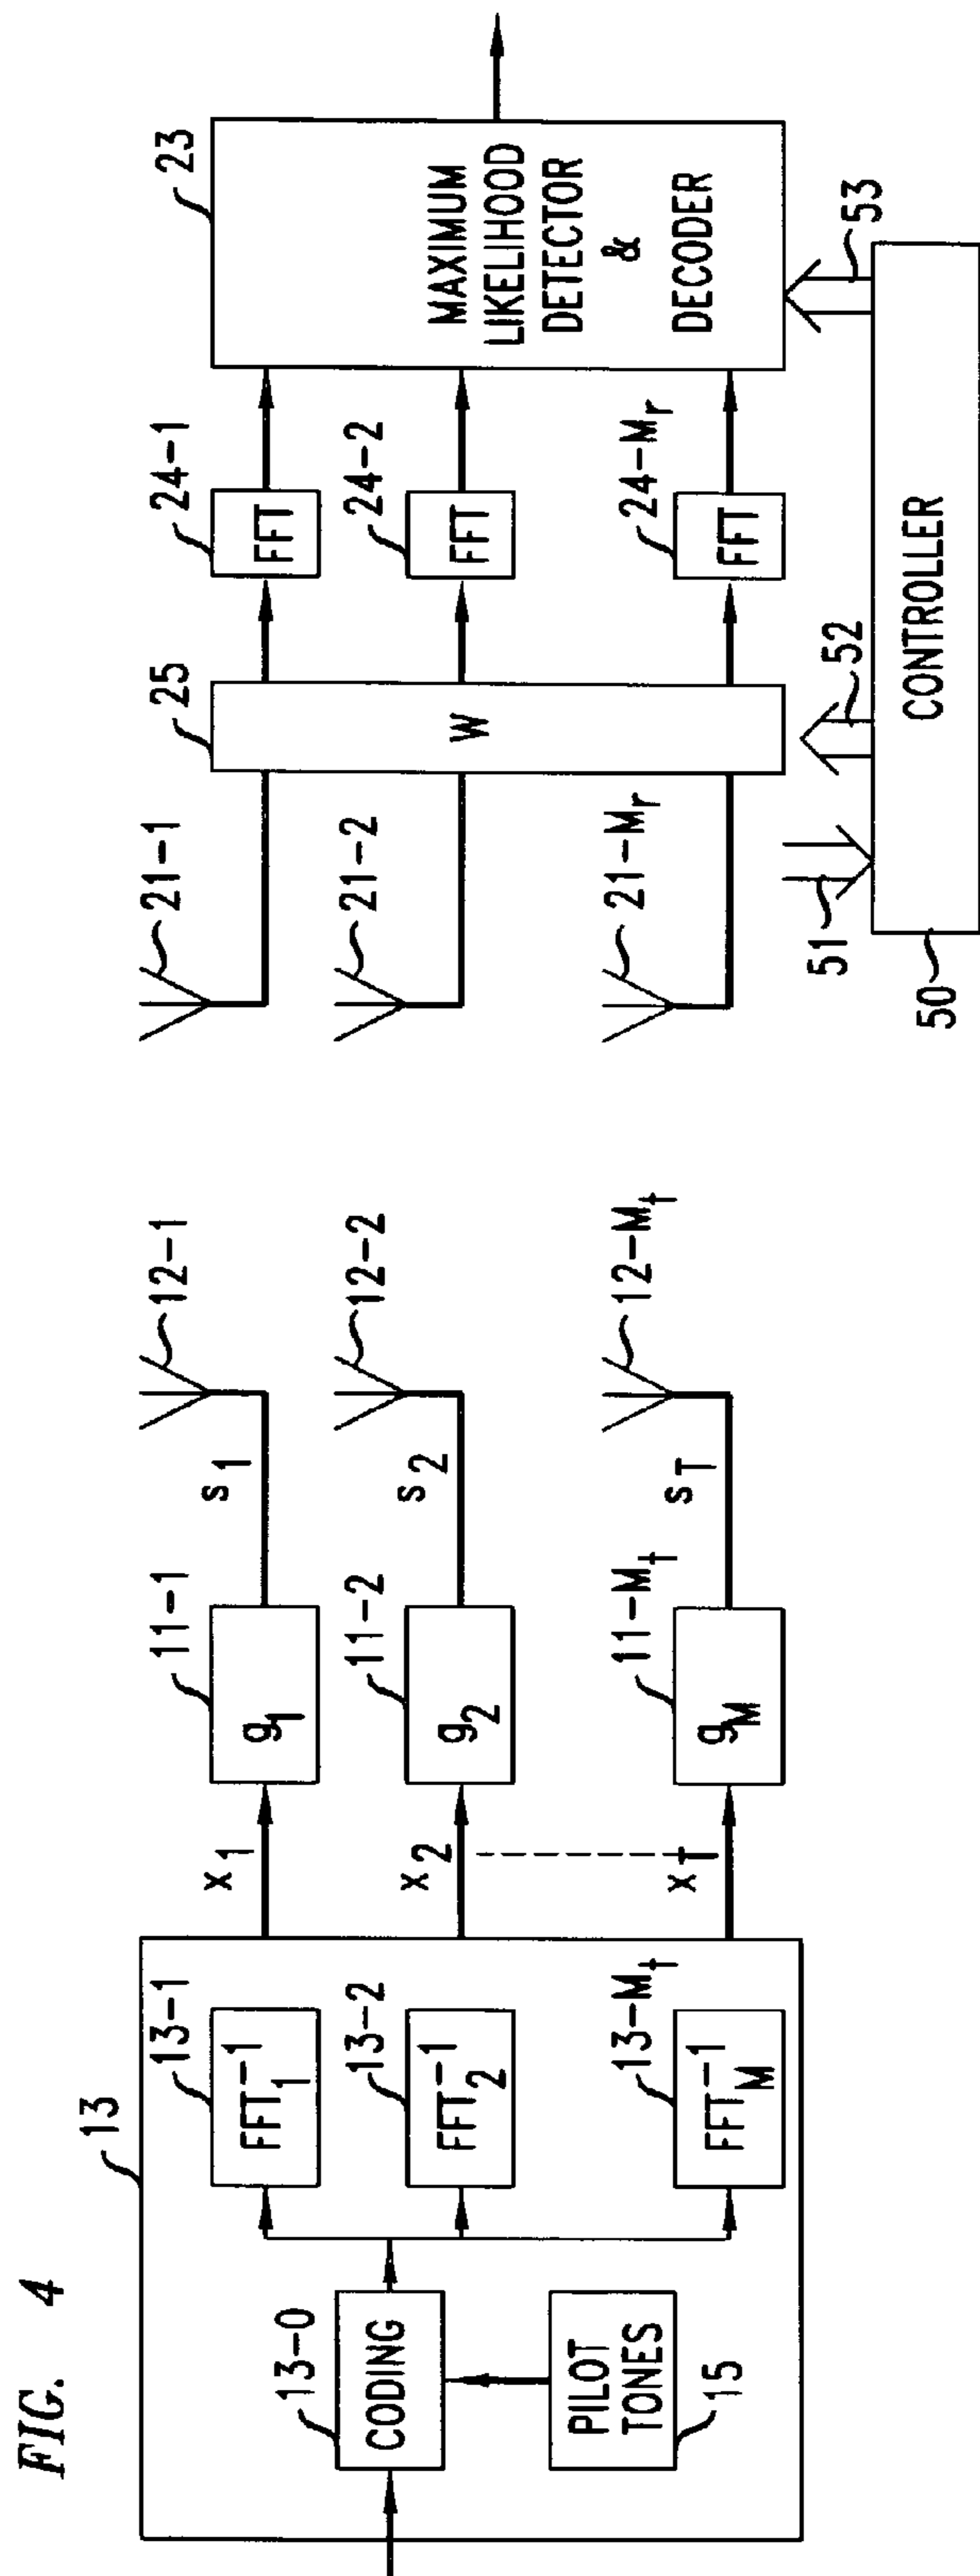 FIG. 4
13
13-0
CODING
PILOT
TONES
15
13-1
FFT₁⁻¹
13-2
FFT₂⁻¹
13-Mₜ
FFT_M⁻¹
x₁
x₂
x_T
11-1
g₁
11-2
g₂
11-Mₜ
g_M
s₁
s₂
s_T
12-1
12-2
12-Mₜ
21-1
21-2
21-Mᵣ
25
W
24-1
FFT
24-2
FFT
24-Mᵣ
FFT
23
MAXIMUM
LIKELIHOOD
DETECTOR
&
DECODER
51
52
53
50
CONTROLLER